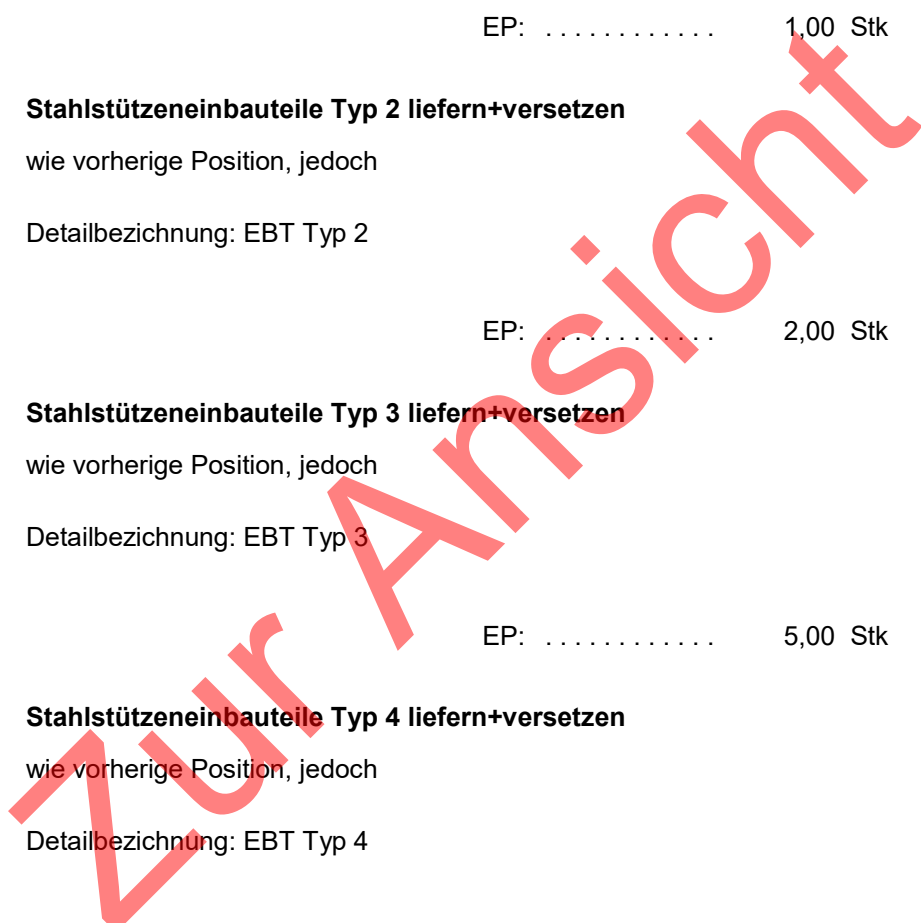 EP: . . . . . . . . . . . . 1,00 Stk
Stahlstützeneinbauteile Typ 2 liefern+versetzen
wie vorherige Position, jedoch
Detailbezichnung: EBT Typ 2
EP: . . . . . . . . . . . . 2,00 Stk
Stahlstützeneinbauteile Typ 3 liefern+versetzen
wie vorherige Position, jedoch
Detailbezichnung: EBT Typ 3
EP: . . . . . . . . . . . . 5,00 Stk
Stahlstützeneinbauteile Typ 4 liefern+versetzen
wie vorherige Position, jedoch
Detailbezichnung: EBT Typ 4
Zur Ansicht